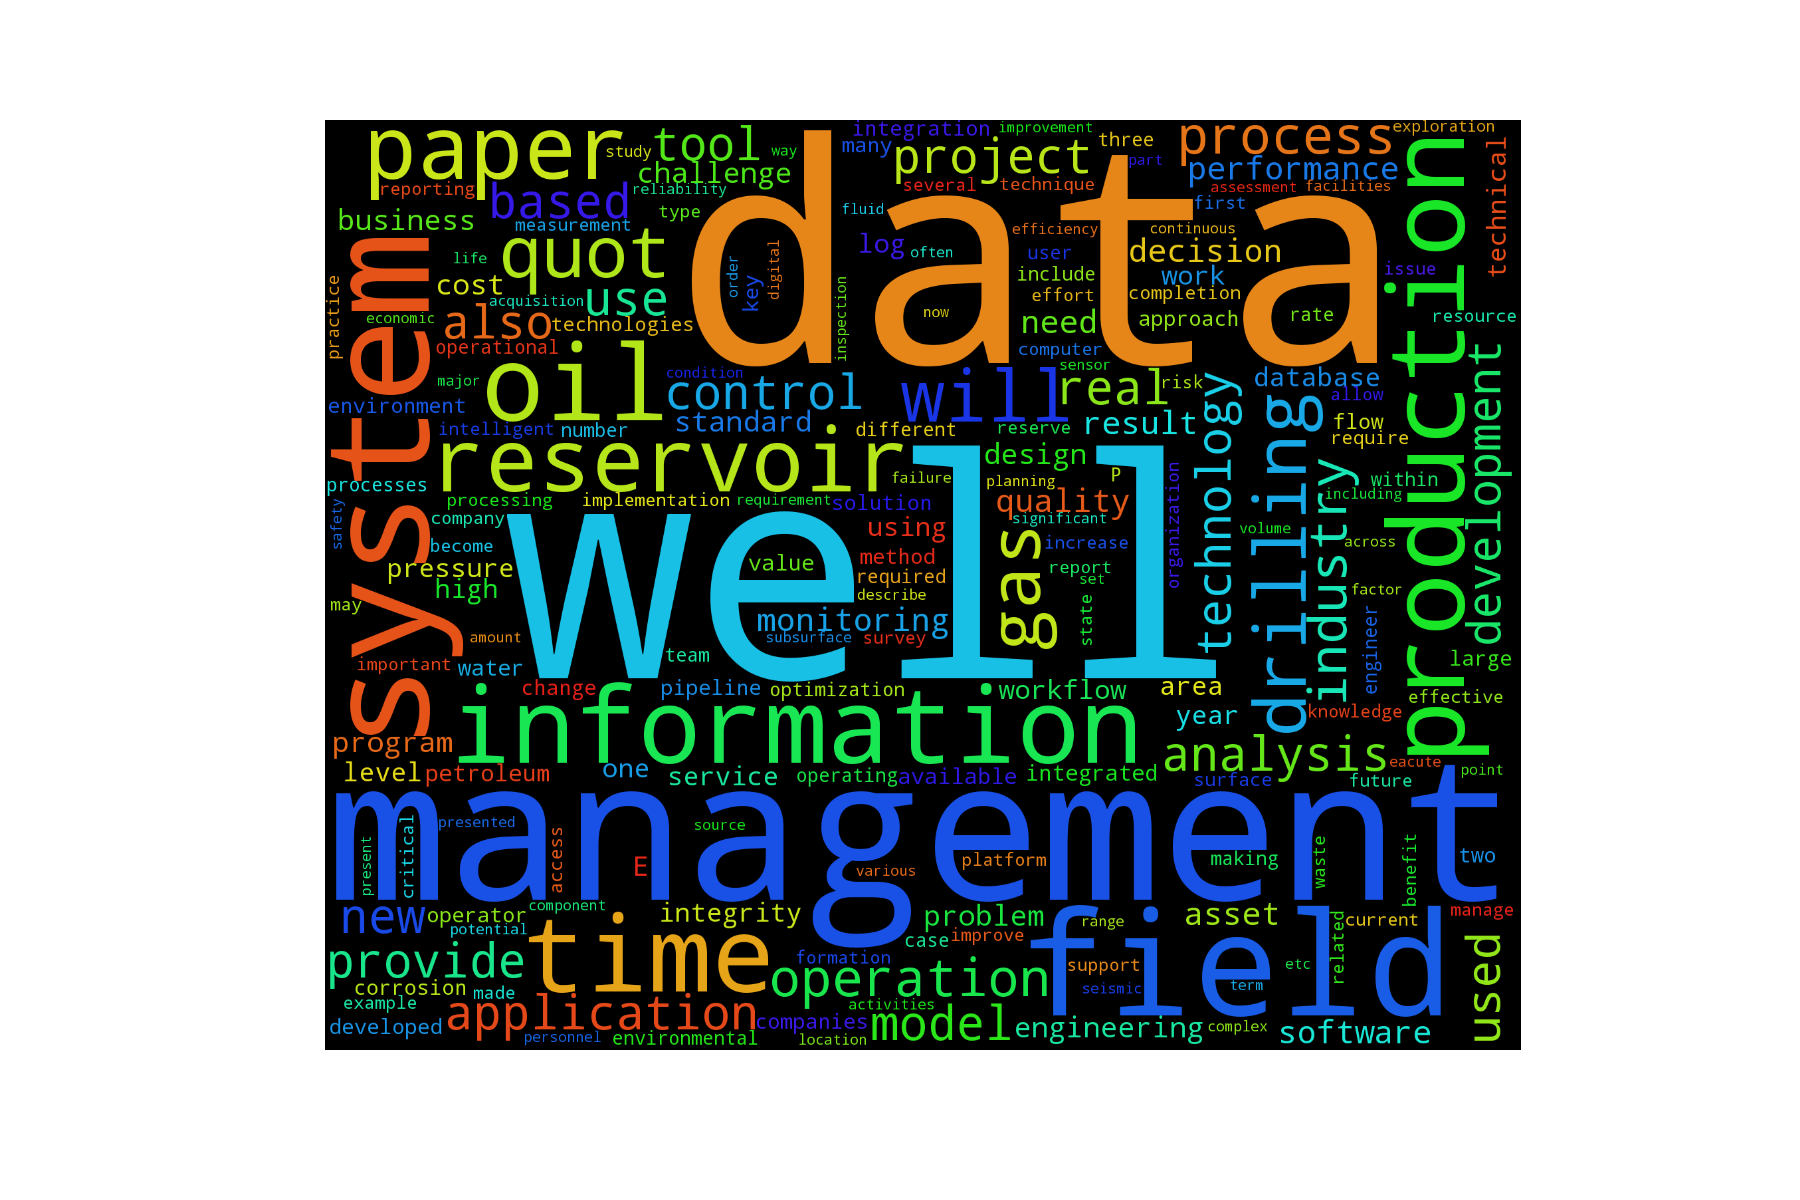 paper
study
tool
way
integration
improvement
three
process
exploration
many
project
part
performance
challenge
reporting
based
reliability
several
technique
assessment
facilities
technical
business
measurement
type
data
fluid
first
production
quot
life
cost
acquisition
use
order
digital
key
log
often
efficiency
user
include
effort
continuous
decision
work
completion
issue
practice
system
economic
also
technologies
inspection
now
need
approach
rate
resource
operational
oil
computer
major
condition
control
will
sensor
real
risk
technology
database
allow
development
environment
intelligent
number
standard
different
reserve
result
drilling
flow
require
reservoir
failure
design
planning
P
industry
within
processes
processing
implementation
requirement
solution
quality
organization
including
safety
company
well
using
significant
gas
volume
become
method
increase
across
pressure
value
required
report
high
describe
set
factor
may
monitoring
state
engineer
amount
subsurface
survey
important
water
team
large
change
pipeline
optimization
workflow
area
effective
information
year
knowledge
program
analysis
level
petroleum
one
service
operating
available
integrated
surface
eacute
future
point
management
presented
source
present
critical
access
E
various
platform
making
waste
benefit
two
new
operator
component
integrity
problem
field
range
asset
current
manage
potential
time
case
improve
related
used
provide
formation
support
etc
corrosion
operation
seismic
term
example
made
activities
developed
application
companies
model
engineering
complex
software
personnel
environmental
location